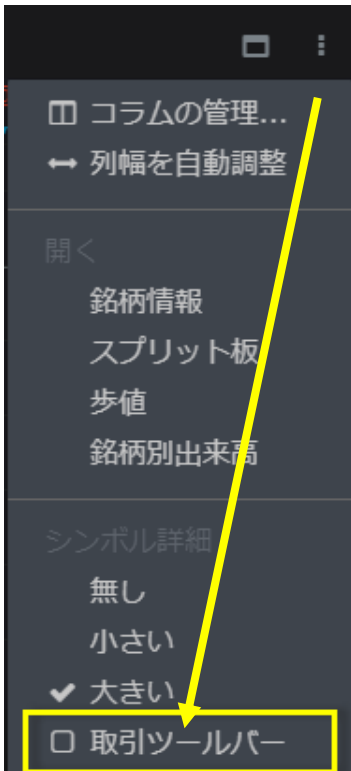 コラムの管理...
列幅を自動調整
開く
銘柄情報
スプリット板
歩値
銘柄別出来高
シンボル詳細
無し
小さい
大きい
取引ツールバー